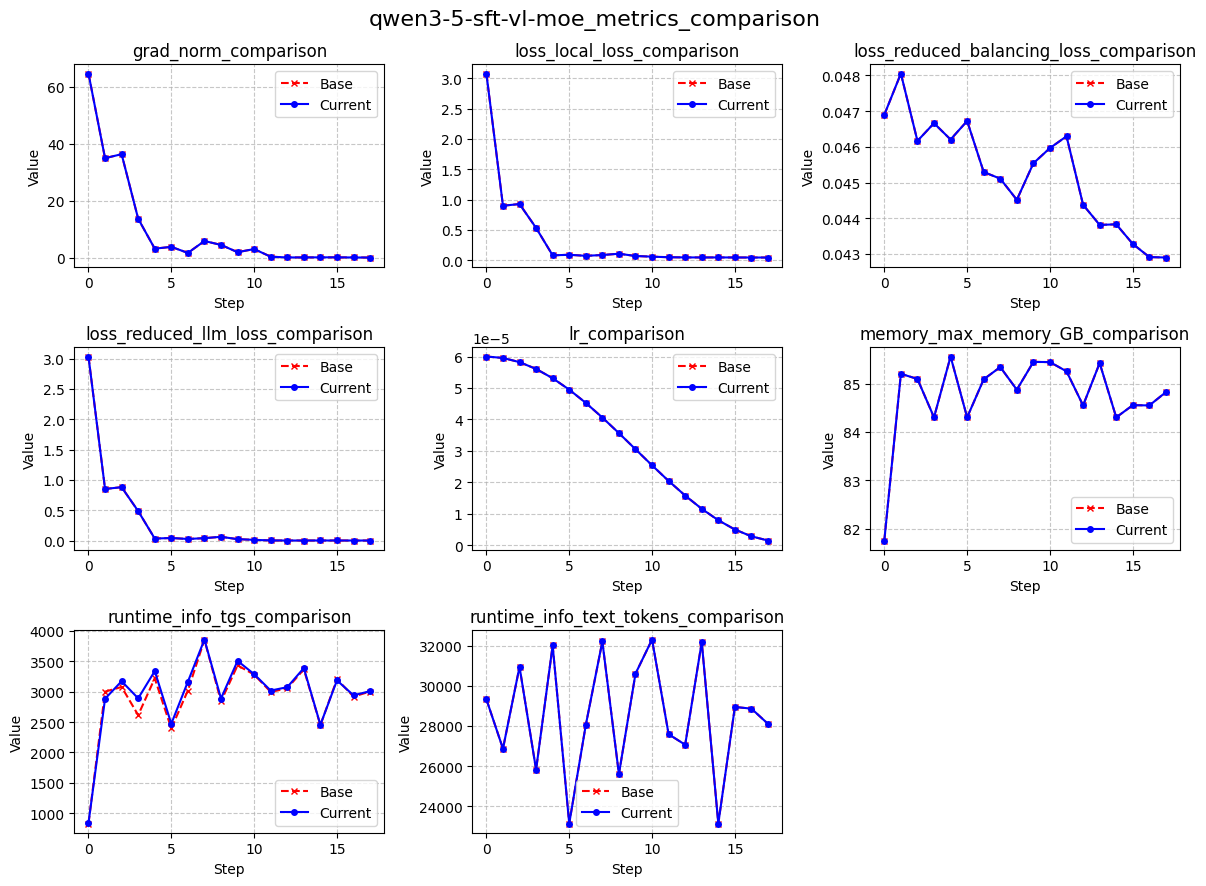 qwen3-5-sft-vl-moe_metrics_comparison
grad_norm_comparison
Value
60
40
20
0
0 5 10 15
Step
Base
Current
loss_local_loss_comparison
Value
3.0
2.5
2.0
1.5
1.0
0.5
0.0
0 5 10 15
Step
Base
Current
loss_reduced_balancing_loss_comparison
Value
0.048
0.047
0.046
0.045
0.044
0.043
0 5 10 15
Step
Base
Current
loss_reduced_llm_loss_comparison
Value
3.0
2.5
2.0
1.5
1.0
0.5
0.0
0 5 10 15
Step
Base
Current
lr_comparison
1e−5
Value
6
5
4
3
2
1
0
0 5 10 15
Step
Base
Current
memory_max_memory_GB_comparison
Value
85
84
83
82
0 5 10 15
Step
Base
Current
runtime_info_tgs_comparison
Value
4000
3500
3000
2500
2000
1500
1000
0 5 10 15
Step
Base
Current
runtime_info_text_tokens_comparison
Value
32000
30000
28000
26000
24000
0 5 10 15
Step
Base
Current